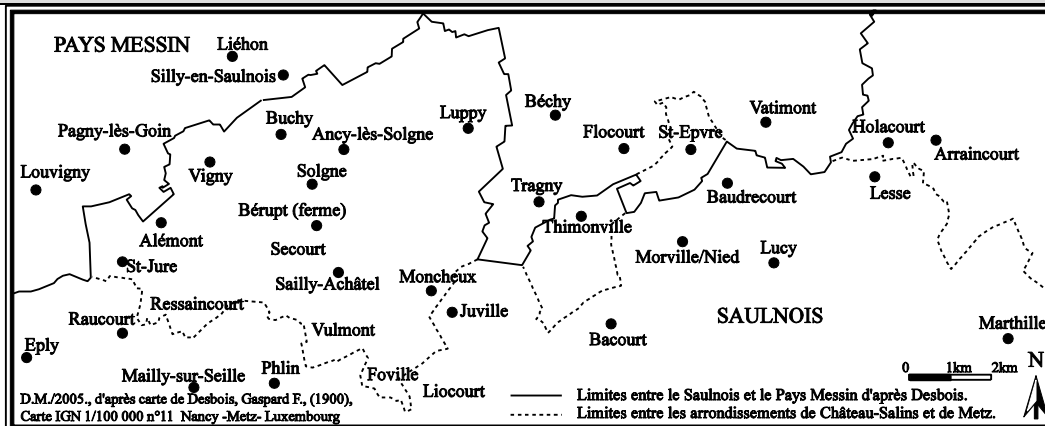 PAYS MESSIN
Liéhon
Silly-en-Saulnois
Béchy
Vatimont
Luppy
Buchy
Ancy-lès-Solgne
Pagny-lès-Goin
Flocourt
St-Epvre
Holacourt
Arraincourt
Louvigny
Vigny
Solgne
Tragny
Baudrecourt
Lesse
Bérupt (ferme)
Thimonville
Alémont
Secourt
Morville/Nied
Lucy
St-Jure
Sailly-Achâtel
Moncheux
Ressaincourt
Juville
SAULNOIS
Raucourt
Vulmont
Bacourt
Marthille
Eply
Mailly-sur-Seille
Phlin
Foville
Liocourt
0 1km 2km
N
D.M./2005., d'après carte de Desbois, Gaspard F., (1900),
Carte IGN 1/100 000 n°11 Nancy -Metz- Luxembourg
Limites entre le Saulnois et le Pays Messin d'après Desbois.
Limites entre les arrondissements de Château-Salins et de Metz.